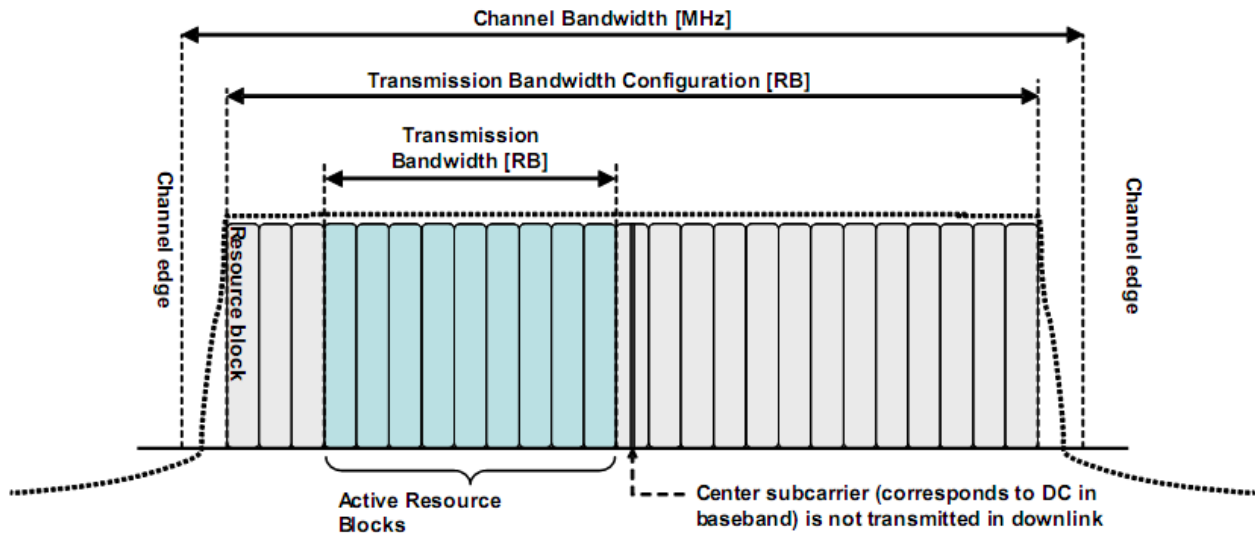 Channel Bandwidth [MHz]
Transmission Bandwidth Configuration [RB]
Transmission
Bandwidth [RB]
Channel edge
Resource block
Channel edge
Active Resource
Blocks
Center subcarrier (corresponds to DC in
baseband) is not transmitted in downlink